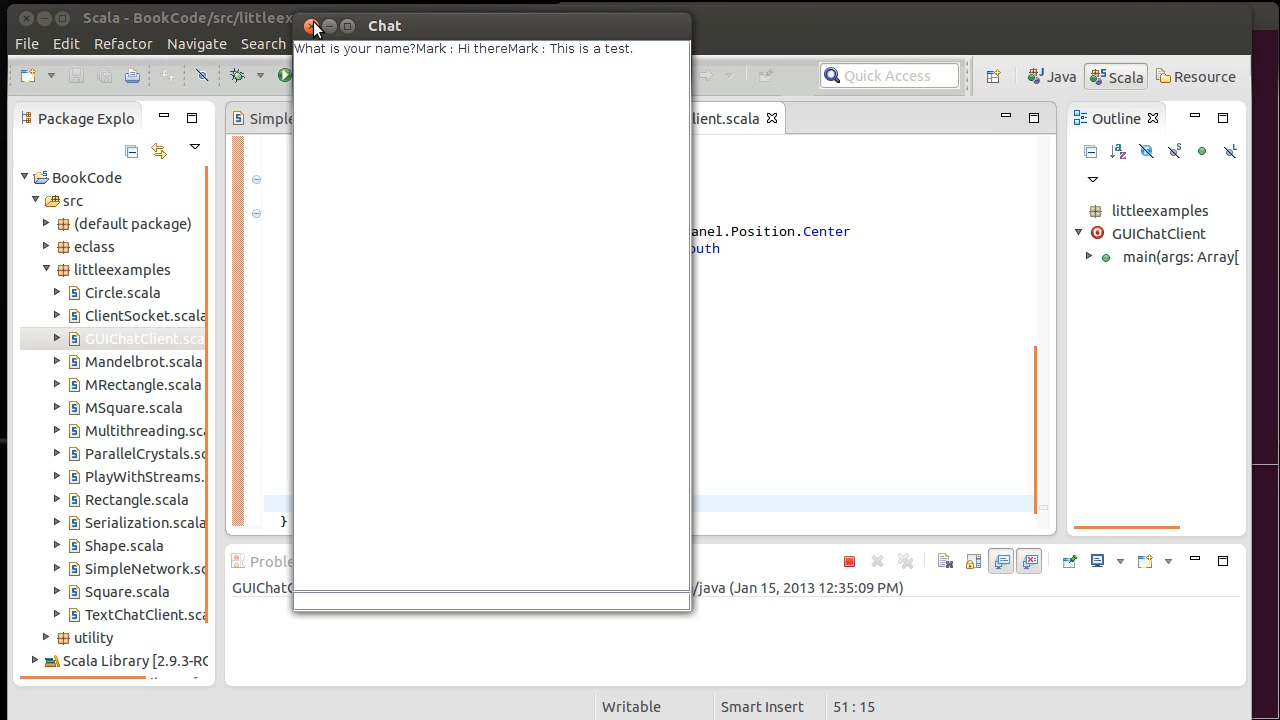 Scala - BookCode/src/littleex
Chat
File Edit Refactor Navigate Search
What is your name?Mark : Hi thereMark : This is a test.
Quick Access
Java
Scala
Resource
Package Explo
Simple
lient.scala
Outline
BookCode
src
(default package)
eclass
littleexamples
Circle.scala
ClientSocket.scala
GUIChatClient.sca
Mandelbrot.scala
MRectangle.scala
MSquare.scala
Multithreading.sc
ParallelCrystals.sc
PlayWithStreams.
Rectangle.scala
Serialization.scala
Shape.scala
SimpleNetwork.sc
Square.scala
TextChatClient.sca
utility
Scala Library [2.9.3-RC
anel.Position.Center
outh
}
littleexamples
GUIChatClient
main(args: Array[
Proble
GUIChatC
/java (Jan 15, 2013 12:35:09 PM)
Writable
Smart Insert
51 : 15